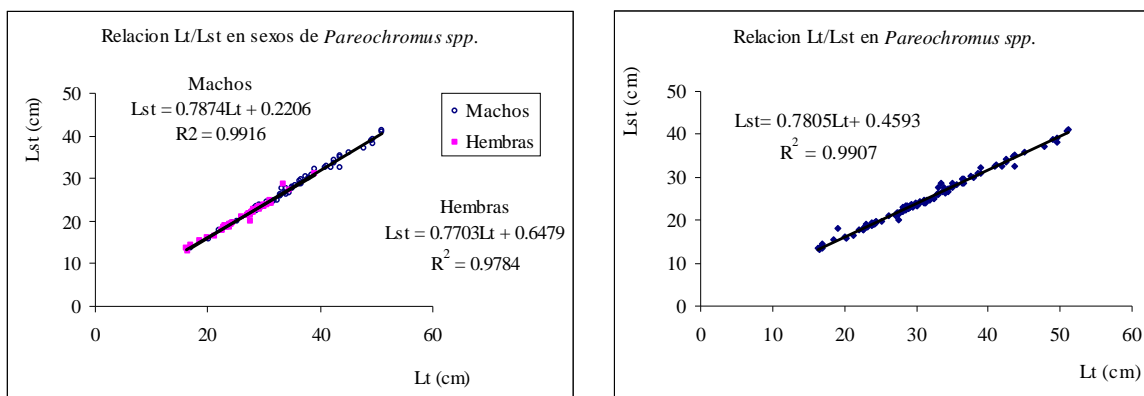 Relacion Lt/Lst en sexos de Pareochromus spp.
Machos
Lst = 0.7874Lt + 0.2206
R2 = 0.9916
Machos
Hembras
Hembras
Lst = 0.7703Lt + 0.6479
R² = 0.9784
Lst (cm)
50
40
30
20
10
0
0 20 40 60
Lt (cm)
Relacion Lt/Lst en Pareochromus spp.
Lst= 0.7805Lt+ 0.4593
R² = 0.9907
Lst (cm)
50
40
30
20
10
0
0 10 20 30 40 50 60
Lt (cm)